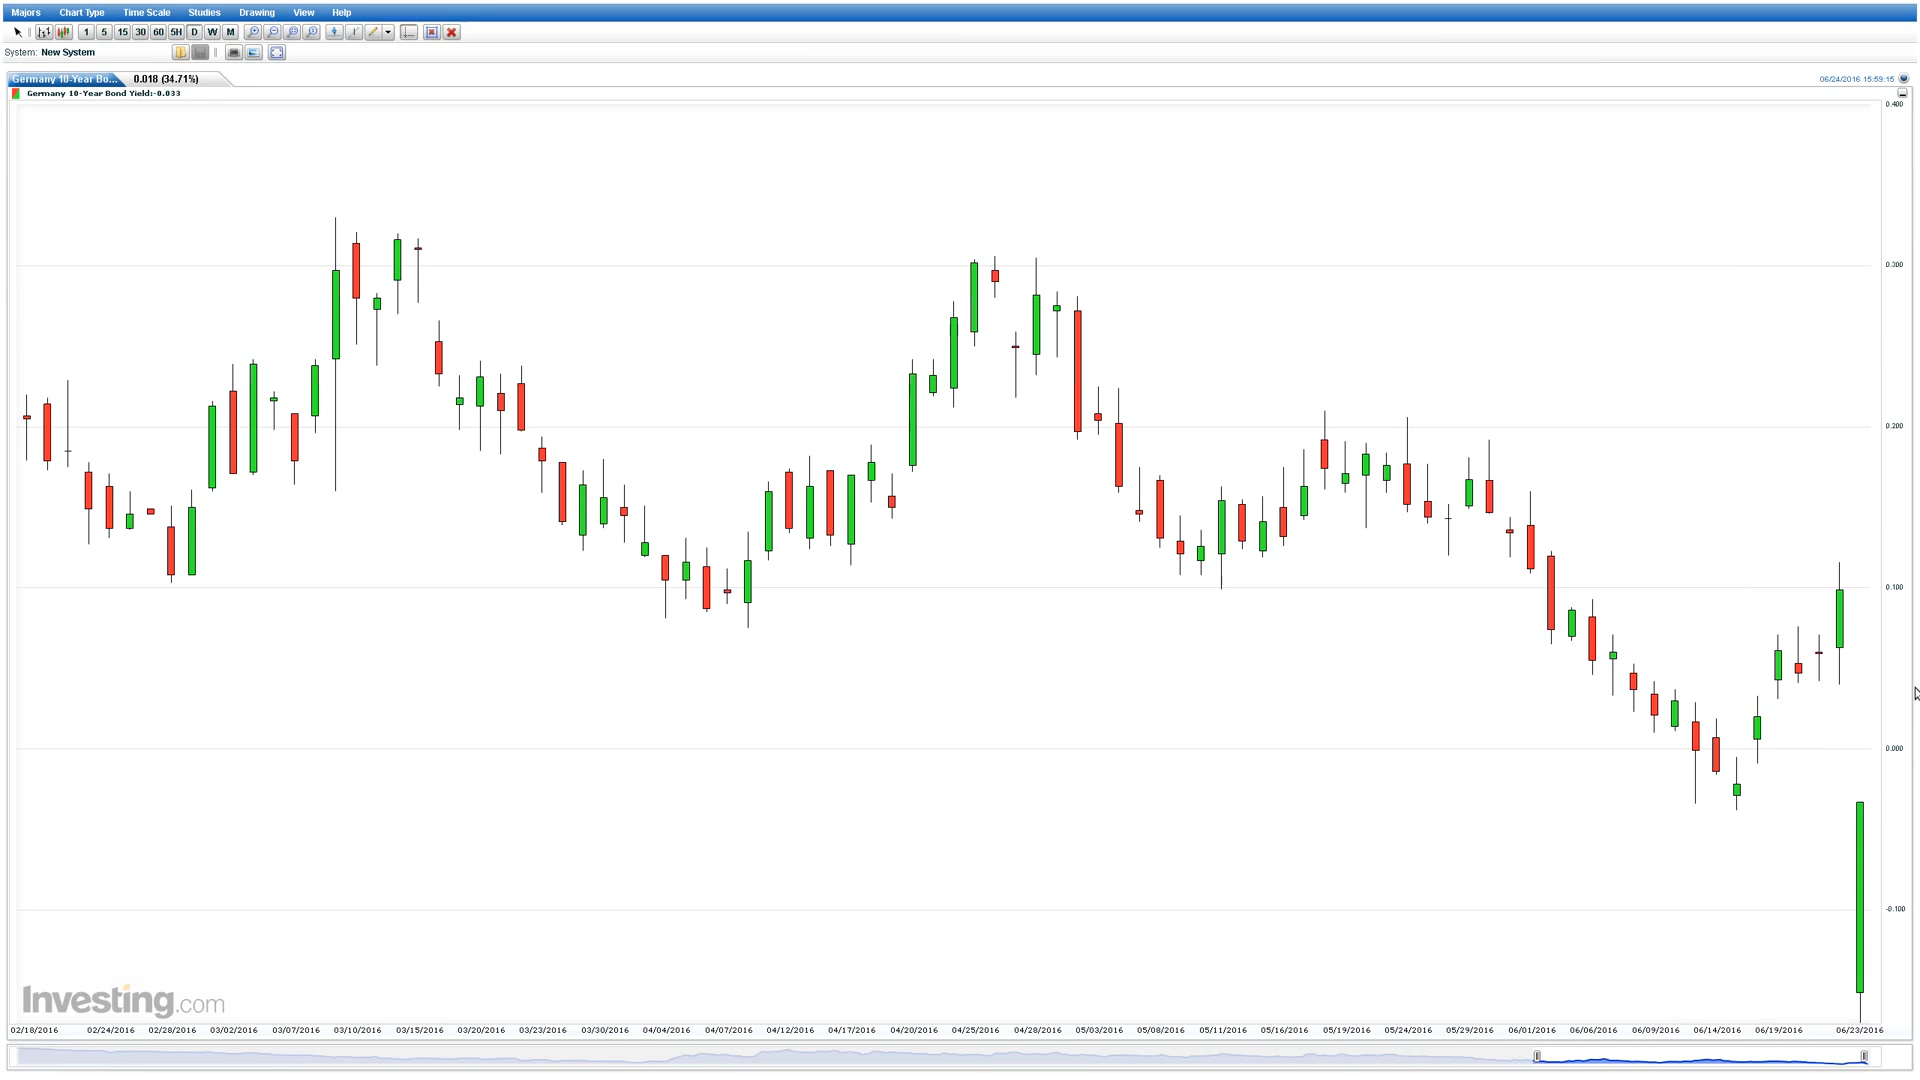 Majors Chart Type Time Scale Studies Drawing View Help
1 5 15 30 60 5H D W M
System: New System
Germany 10-Year Bo... 0.018 (34.71%)
06/24/2016 15:59:15
Germany 10-Year Bond Yield:-0.033
0.400
0.300
0.200
0.100
0.000
-0.100
Investing.com
02/18/2016 02/24/2016 02/28/2016 03/02/2016 03/07/2016 03/10/2016 03/15/2016 03/20/2016 03/23/2016 03/30/2016 04/04/2016 04/07/2016 04/12/2016 04/17/2016 04/20/2016 04/25/2016 04/28/2016 05/03/2016 05/08/2016 05/11/2016 05/16/2016 05/19/2016 05/24/2016 05/29/2016 06/01/2016 06/06/2016 06/09/2016 06/14/2016 06/19/2016 06/23/2016